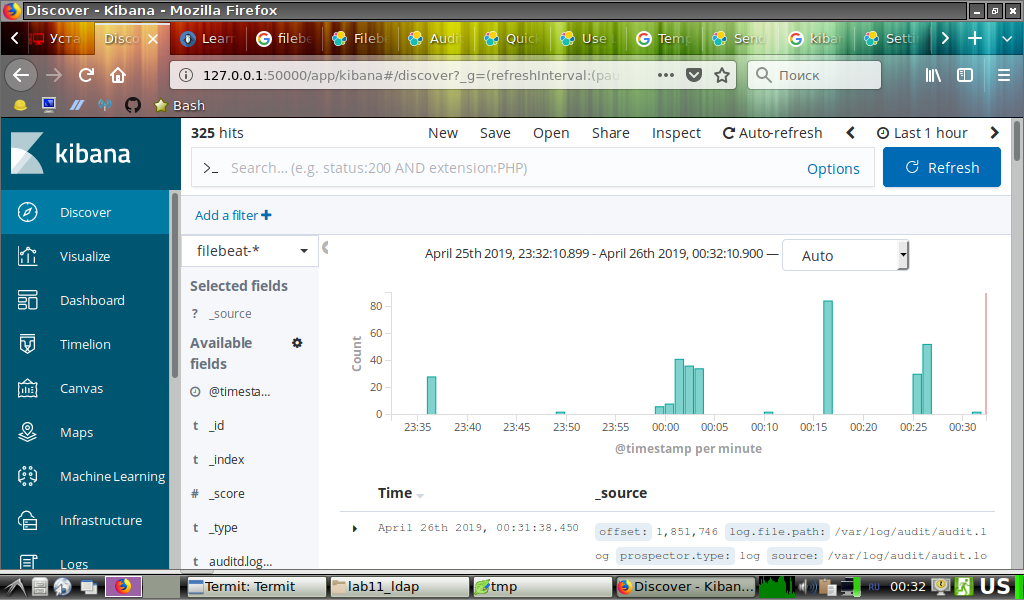 Discover - Kibana - Mozilla Firefox
Уста Disco Learn fileb Fileb Audi Quic Use Temp Send kiba Setti
127.0.0.1:50000/app/kibana#/discover?_g=(refreshInterval:(pau Поиск
Bash
kibana
325 hits New Save Open Share Inspect Auto-refresh Last 1 hour
>_ Search... (e.g. status:200 AND extension:PHP) Options Refresh
Add a filter +
Discover
Visualize
Dashboard
Timelion
Canvas
Maps
Machine Learning
Infrastructure
Logs
filebeat-*
Selected fields
? _source
Available fields
@timesta...
t _id
t _index
# _score
t _type
t auditd.log...
April 25th 2019, 23:32:10.899 - April 26th 2019, 00:32:10.900 — Auto
Count
80
60
40
20
0
23:35 23:40 23:45 23:50 23:55 00:00 00:05 00:10 00:15 00:20 00:25 00:30
@timestamp per minute
Time _source
April 26th 2019, 00:31:38.450 offset: 1,851,746 log.file.path: /var/log/audit/audit.l
og prospector.type: log source: /var/log/audit/audit.lo
Termit: Termit lab11_ldap tmp Discover - Kiban... RU 00:32 US